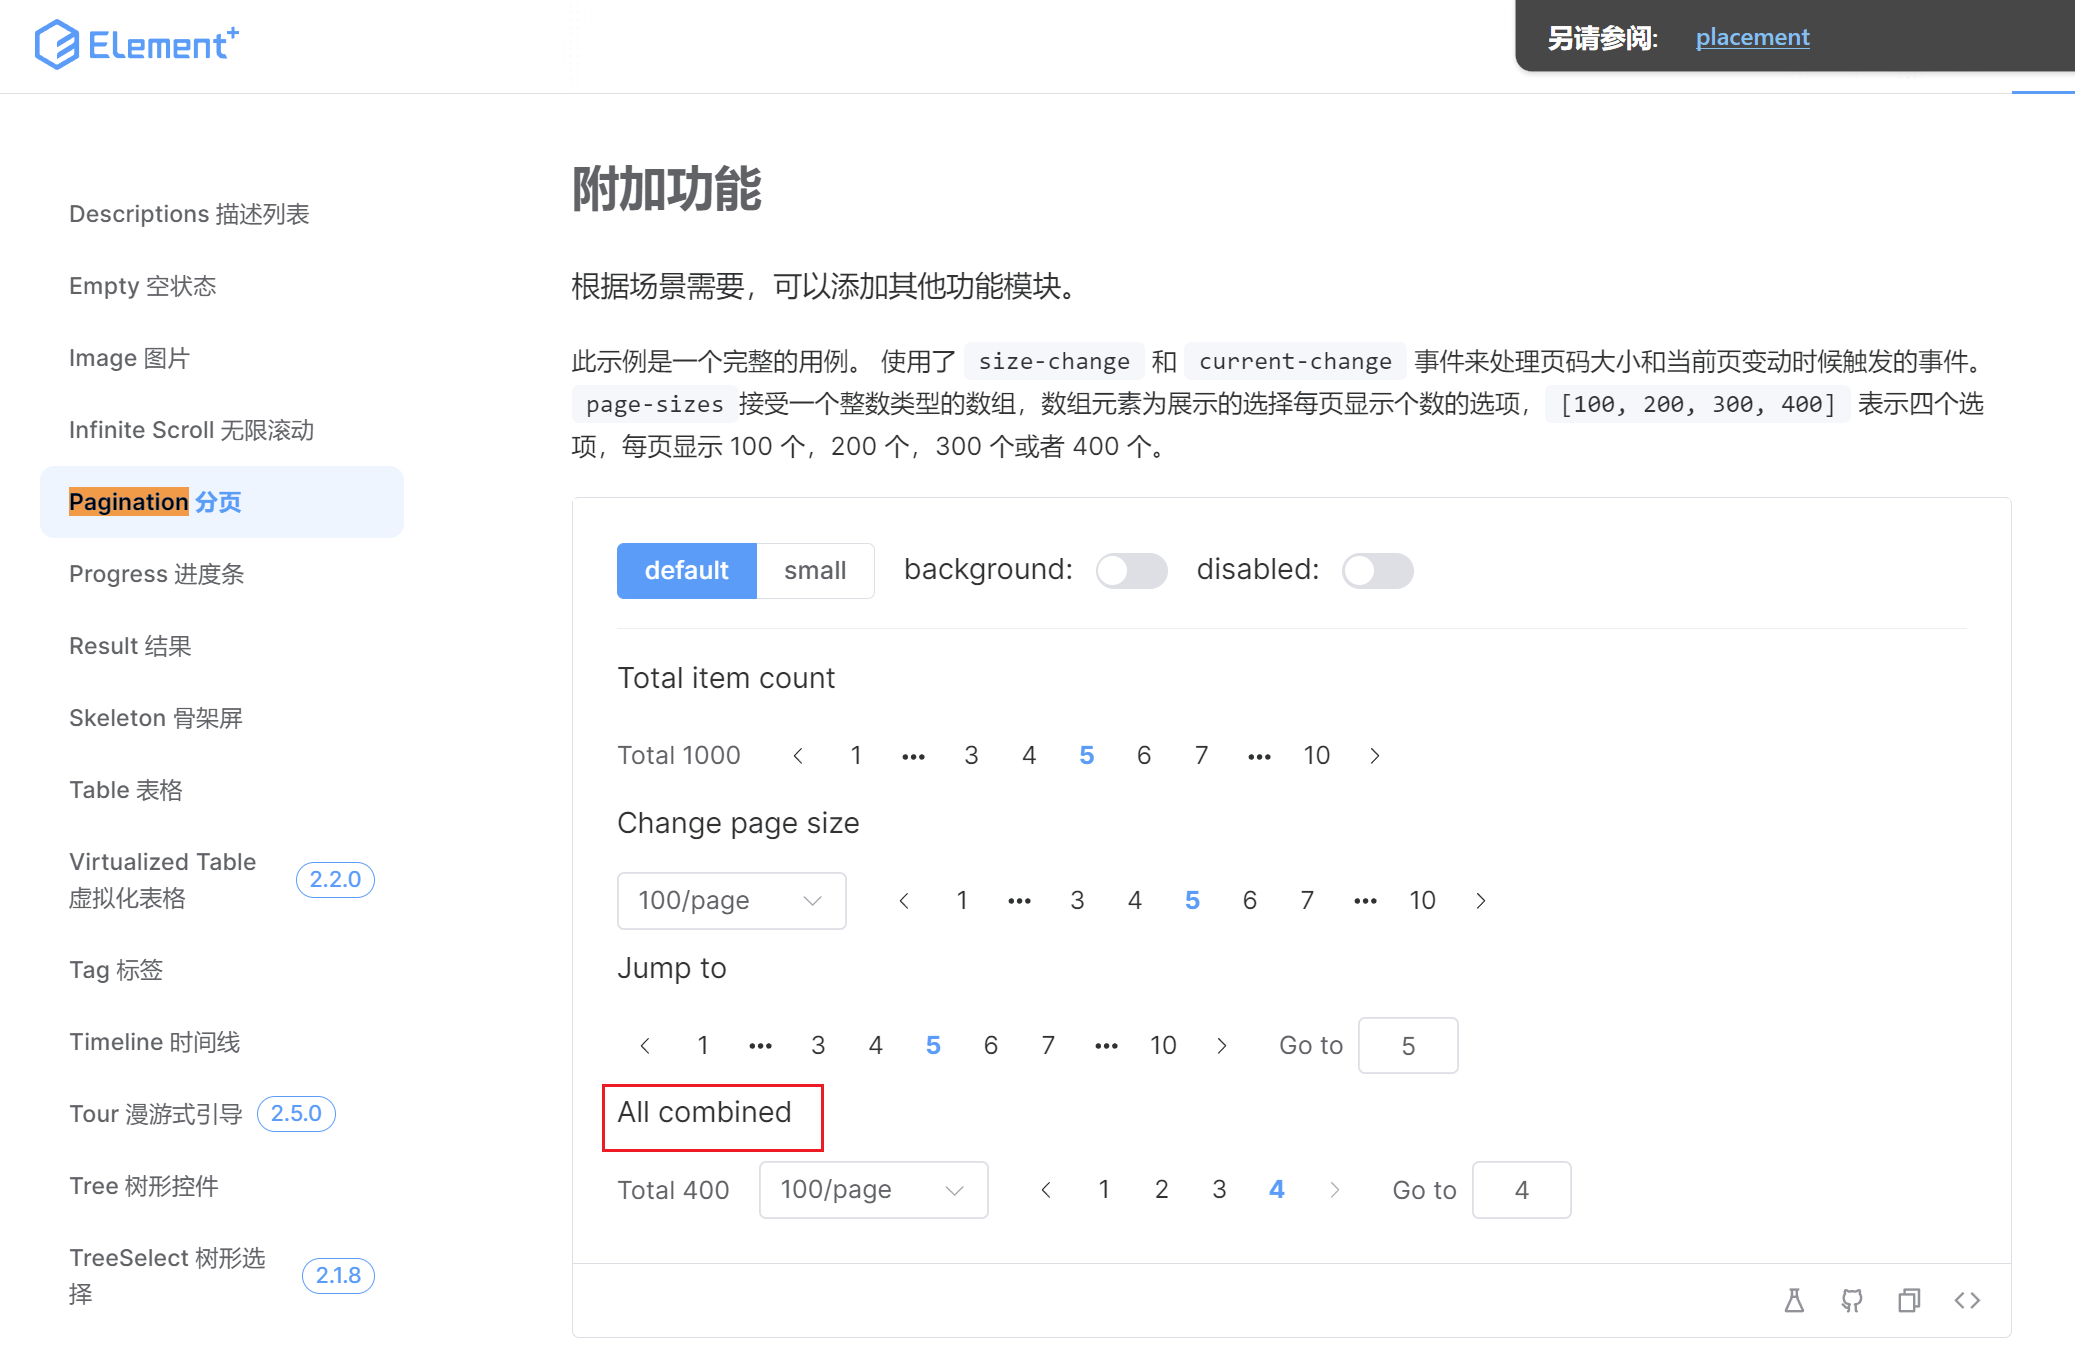 Element+
另请参阅: placement
Descriptions 描述列表
Empty 空状态
Image 图片
Infinite Scroll 无限滚动
Pagination 分页
Progress 进度条
Result 结果
Skeleton 骨架屏
Table 表格
Virtualized Table
虚拟化表格
2.2.0
Tag 标签
Timeline 时间线
Tour 漫游式引导 2.5.0
Tree 树形控件
TreeSelect 树形选
择
2.1.8
附加功能
根据场景需要，可以添加其他功能模块。
此示例是一个完整的用例。 使用了 size-change 和 current-change 事件来处理页码大小和当前页变动时候触发的事件。
page-sizes 接受一个整数类型的数组，数组元素为展示的选择每页显示个数的选项， [100, 200, 300, 400] 表示四个选
项，每页显示 100 个，200 个，300 个或者 400 个。
default small background: disabled:
Total item count
Total 1000 < 1 ••• 3 4 5 6 7 ••• 10 >
Change page size
100/page < 1 ••• 3 4 5 6 7 ••• 10 >
Jump to
< 1 ••• 3 4 5 6 7 ••• 10 > Go to 5
All combined
Total 400 100/page < 1 2 3 4 > Go to 4